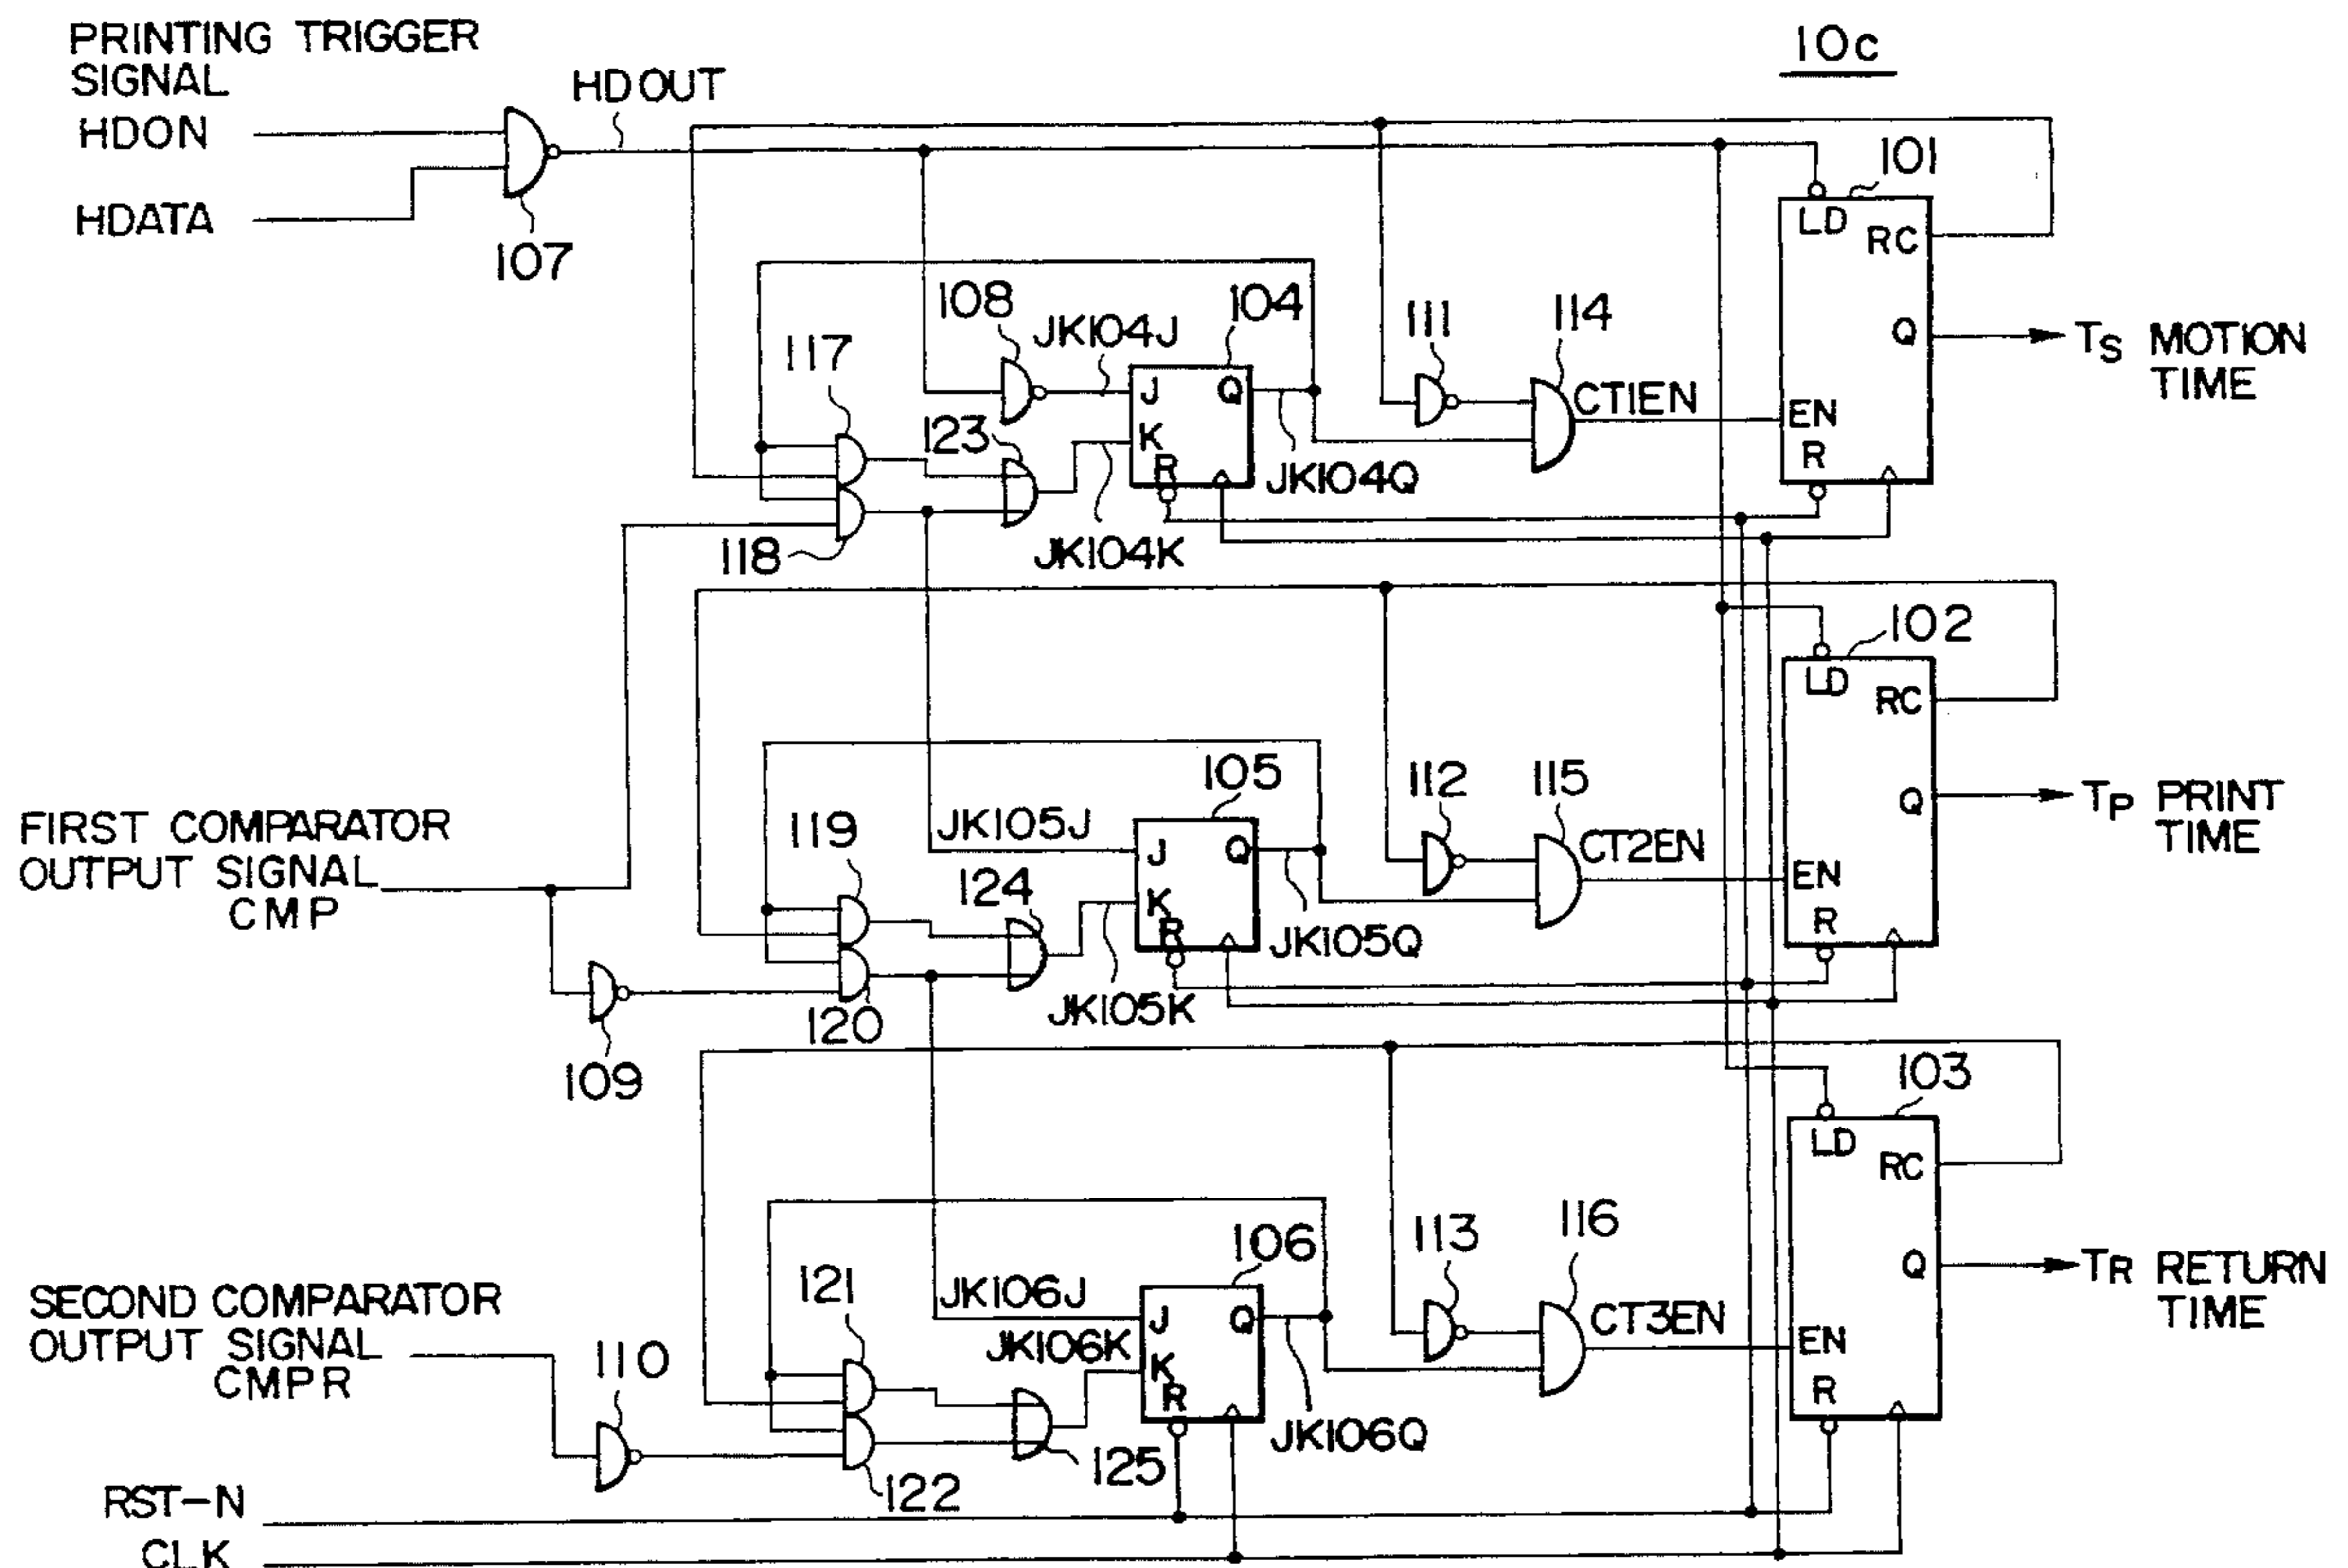 PRINTING TRIGGER
SIGNAL
HDON
HDATA
107
HDOUT
10c
101
LD
RC
Q
TS MOTION
TIME
EN
R
108
JK104J
104
111
114
CT1EN
117
123
J
Q
K
R
JK104Q
118
JK104K
102
LD
RC
Q
TP PRINT
TIME
EN
R
105
112
115
CT2EN
FIRST COMPARATOR
OUTPUT SIGNAL
CMP
119
JK105J
124
J
Q
K
R
JK105Q
120
JK105K
109
103
LD
RC
Q
TR RETURN
TIME
EN
R
106
113
116
CT3EN
SECOND COMPARATOR
OUTPUT SIGNAL
CMPR
110
121
JK106J
JK106K
J
Q
K
R
JK106Q
122
125
RST-N
CLK